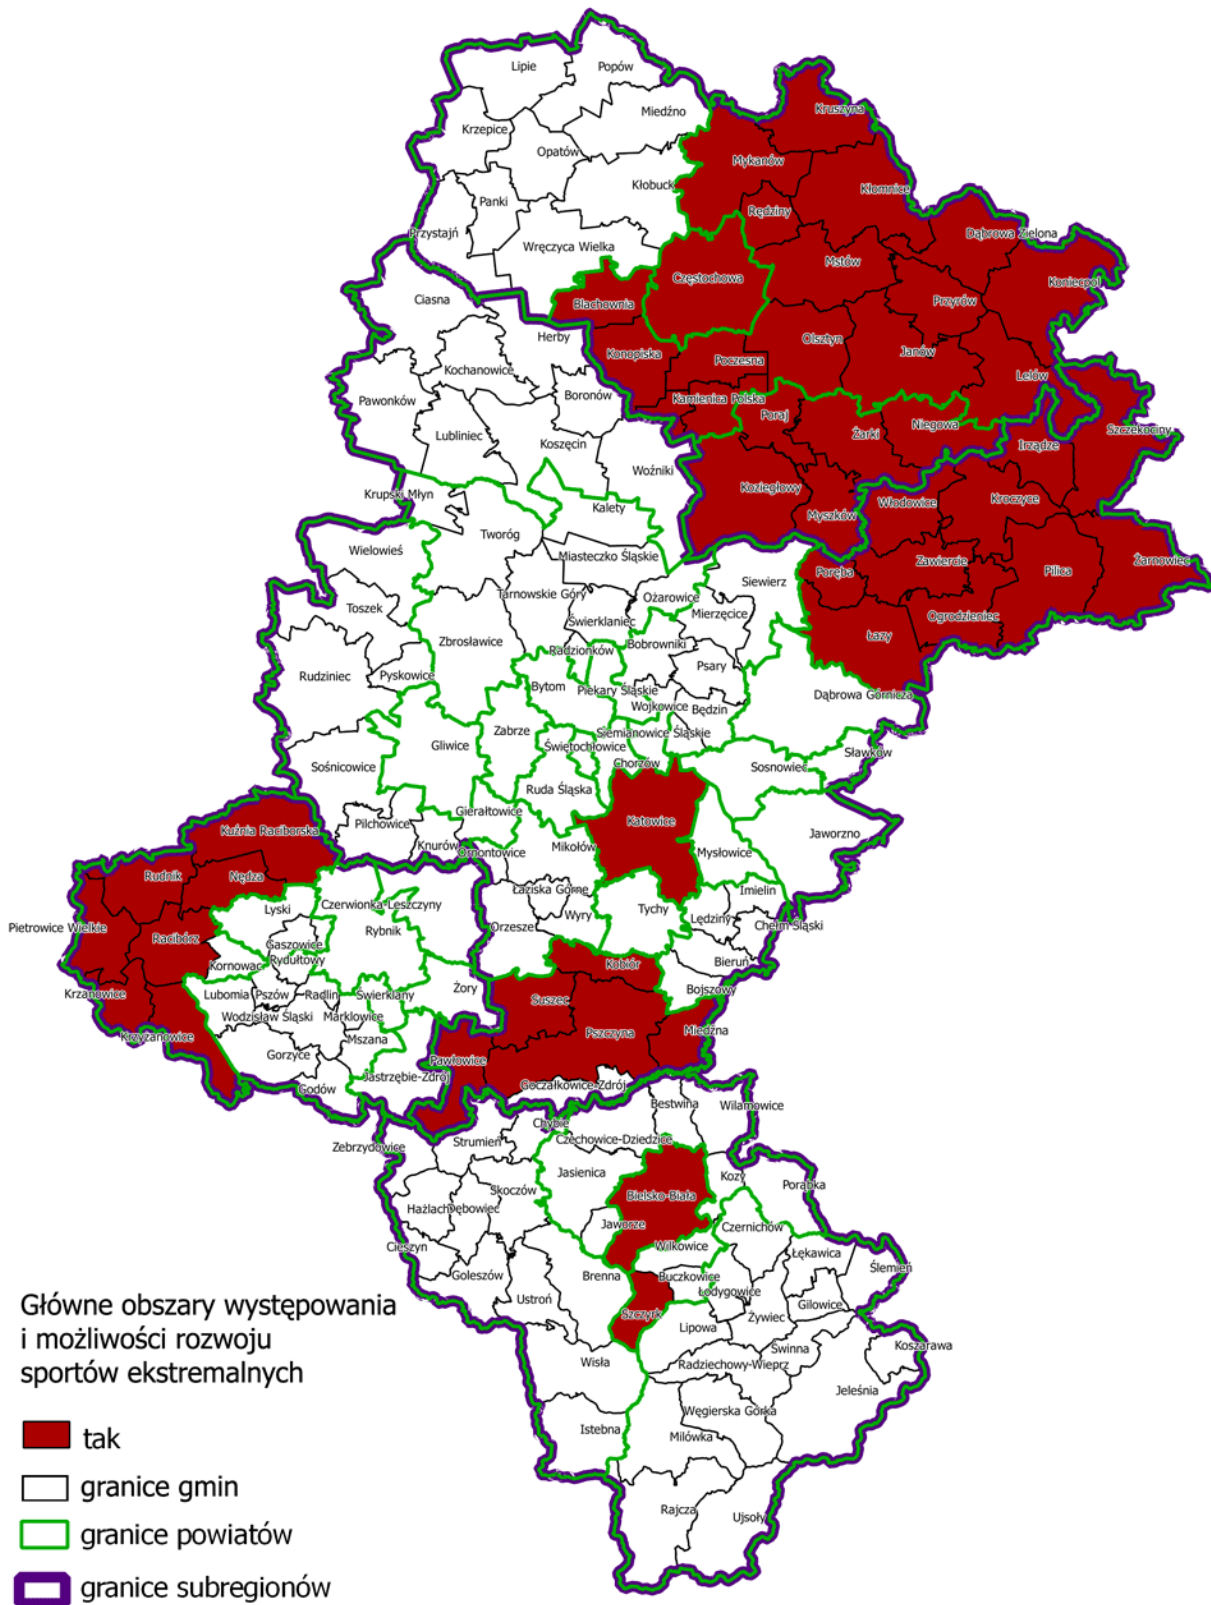 Lipie
Popów
Miedźno
Kruszyna
Krzepice
Opatów
Mykanów
Kłobuck
Kłomnice
Panki
Rędziny
Przystajń
Wręczyca Wielka
Dąbrowa Zielona
Mstów
Częstochowa
Koniecpol
Ciasna
Blachownia
Przyrów
Herby
Olsztyn
Janów
Konopiska
Poczesna
Kochanowice
Lelów
Pawonków
Boronów
Kamienica Polska
Poraj
Niegowa
Szczekociny
Lubliniec
Koszęcin
Żarki
Irządze
Woźniki
Koziegłowy
Kroczyce
Krupski Młyn
Kalety
Włodowice
Myszków
Tworóg
Wielowieś
Miasteczko Śląskie
Siewierz
Poręba
Zawiercie
Pilica
Żarnowiec
Tarnowskie Góry
Ożarowice
Toszek
Świerklaniec
Mierzęcice
Ogrodzieniec
Łazy
Zbrosławice
Radzionków
Bobrowniki
Rudziniec
Pyskowice
Psary
Bytom
Piekary Śląskie
Dąbrowa Górnicza
Wojkowice
Będzin
Zabrze
Siemianowice Śląskie
Gliwice
Świętochłowice
Sławków
Sośnicowice
Chorzów
Sosnowiec
Ruda Śląska
Gierałtowice
Katowice
Kuźnia Raciborska
Pilchowice
Jaworzno
Knurów
Mikołów
Ornontowice
Mysłowice
Rudnik
Nędza
Łaziska Górne
Imielin
Lyski
Czerwionka-Leszczyny
Wyry
Tychy
Lędziny
Pietrowice Wielkie
Orzesze
Chełm Śląski
Racibórz
Gaszowice
Rybnik
Rydułtowy
Kornowac
Kobiór
Bieruń
Krzanowice
Lubomia
Pszów
Radlin
Świerklany
Żory
Bojszowy
Suszec
Wodzisław Śląski
Marklowice
Krzyżanowice
Mszana
Pszczyna
Miedźna
Gorzyce
Pawłowice
Jastrzębie-Zdrój
Godów
Goczałkowice-Zdrój
Bestwina
Wilamowice
Chybie
Zebrzydowice
Strumień
Czechowice-Dziedzice
Jasienica
Kozy
Porąbka
Skoczów
Bielsko-Biała
Hażlach
Dębowiec
Jaworze
Czernichów
Cieszyn
Wilkowice
Łękawica
Goleszów
Brenna
Buczkowice
Ślemień
Łodygowice
Ustroń
Gilowice
Szczyrk
Żywiec
Lipowa
Świnna
Koszarawa
Wisła
Radziechowy-Wieprz
Jeleśnia
Węgierska Górka
Istebna
Milówka
Rajcza
Ujsoły
Główne obszary występowania
i możliwości rozwoju
sportów ekstremalnych
tak
granice gmin
granice powiatów
granice subregionów